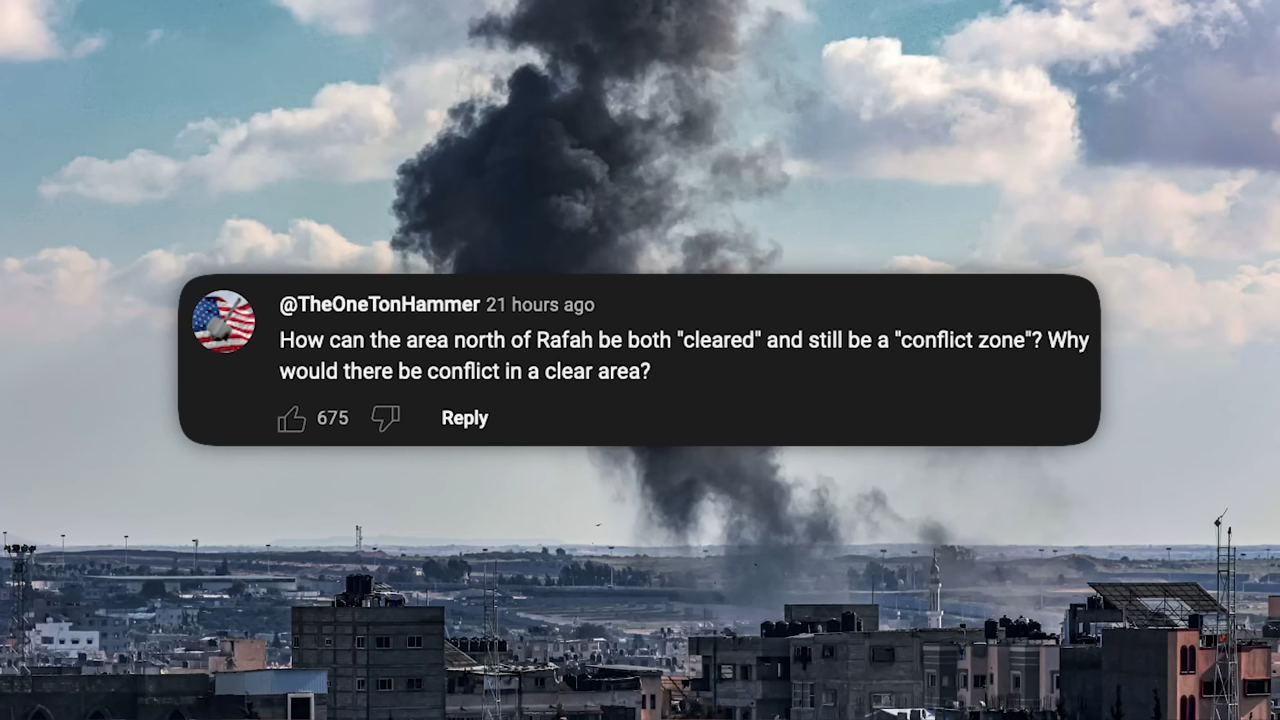 @TheOneTonHammer 21 hours ago
How can the area north of Rafah be both "cleared" and still be a "conflict zone"? Why
would there be conflict in a clear area?
675 Reply